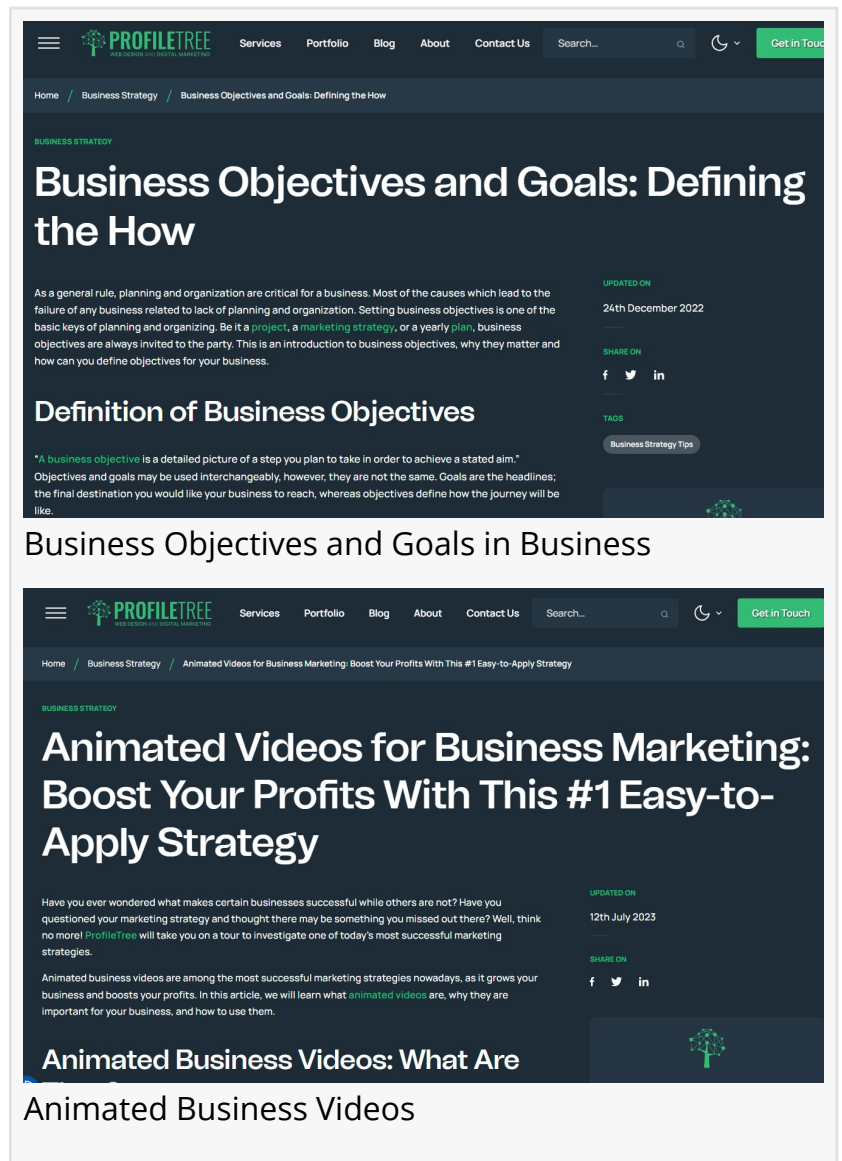 PROFILETREE
WEB DESIGN AND DIGITAL MARKETING
Services Portfolio Blog About Contact Us Search... Get in Touc
Home / Business Strategy / Business Objectives and Goals: Defining the How
BUSINESS STRATEGY
Business Objectives and Goals: Defining
the How
As a general rule, planning and organization are critical for a business. Most of the causes which lead to the
failure of any business related to lack of planning and organization. Setting business objectives is one of the
basic keys of planning and organizing. Be it a project, a marketing strategy, or a yearly plan, business
objectives are always invited to the party. This is an introduction to business objectives, why they matter and
how can you define objectives for your business.
UPDATED ON
24th December 2022
SHARE ON
f in
TAGS
Business Strategy Tips
Definition of Business Objectives
"A business objective is a detailed picture of a step you plan to take in order to achieve a stated aim."
Objectives and goals may be used interchangeably, however, they are not the same. Goals are the headlines;
the final destination you would like your business to reach, whereas objectives define how the journey will be
like.
Business Objectives and Goals in Business
PROFILETREE
WEB DESIGN AND DIGITAL MARKETING
Services Portfolio Blog About Contact Us Search... Get in Touch
Home / Business Strategy / Animated Videos for Business Marketing: Boost Your Profits With This #1 Easy-to-Apply Strategy
BUSINESS STRATEGY
Animated Videos for Business Marketing:
Boost Your Profits With This #1 Easy-to-
Apply Strategy
Have you ever wondered what makes certain businesses successful while others are not? Have you
questioned your marketing strategy and thought there may be something you missed out there? Well, think
no more! ProfileTree will take you on a tour to investigate one of today's most successful marketing
strategies.
Animated business videos are among the most successful marketing strategies nowadays, as it grows your
business and boosts your profits. In this article, we will learn what animated videos are, why they are
important for your business, and how to use them.
UPDATED ON
12th July 2023
SHARE ON
f in
Animated Business Videos: What Are
Animated Business Videos